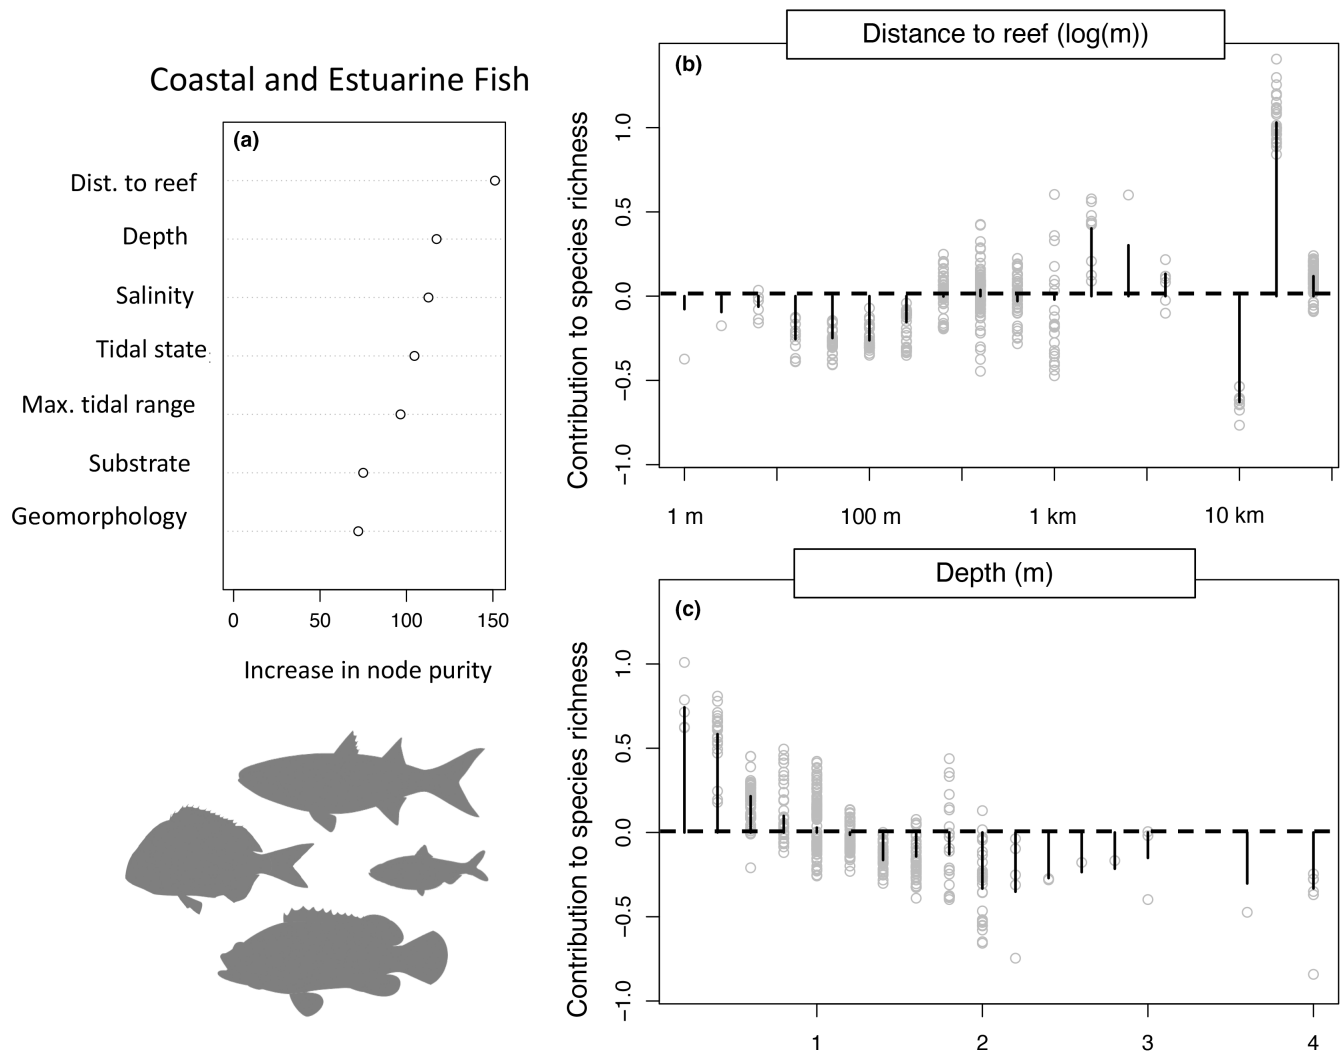 Coastal and Estuarine Fish
(a)
Dist. to reef
Depth
Salinity
Tidal state
Max. tidal range
Substrate
Geomorphology
0 50 100 150
Increase in node purity
Distance to reef (log(m))
(b)
Contribution to species richness
1.0
0.5
0.0
−0.5
−1.0
1 m 100 m 1 km 10 km
Depth (m)
(c)
Contribution to species richness
1.0
0.5
0.0
−0.5
−1.0
1 2 3 4